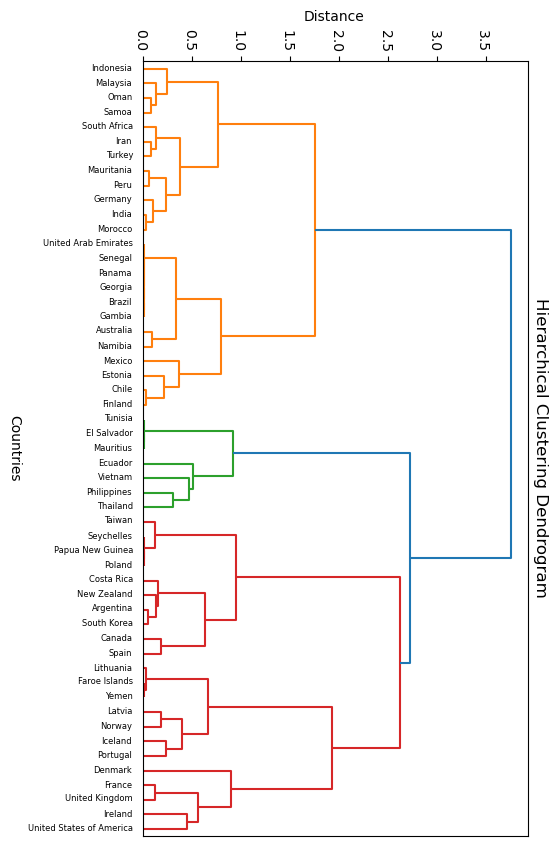 Distance
0.0
0.5
1.0
1.5
2.0
2.5
3.0
3.5
Indonesia
Malaysia
Oman
Samoa
South Africa
Iran
Turkey
Mauritania
Peru
Germany
India
Morocco
United Arab Emirates
Senegal
Panama
Georgia
Brazil
Gambia
Australia
Namibia
Mexico
Estonia
Chile
Finland
Tunisia
El Salvador
Mauritius
Ecuador
Vietnam
Philippines
Thailand
Taiwan
Seychelles
Papua New Guinea
Poland
Costa Rica
New Zealand
Argentina
South Korea
Canada
Spain
Lithuania
Faroe Islands
Yemen
Latvia
Norway
Iceland
Portugal
Denmark
France
United Kingdom
Ireland
United States of America
Countries
Hierarchical Clustering Dendrogram